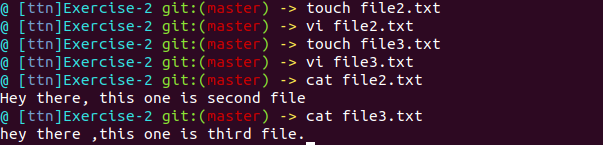 @ [ttn]Exercise-2 git:(master) -> touch file2.txt
@ [ttn]Exercise-2 git:(master) -> vi file2.txt
@ [ttn]Exercise-2 git:(master) -> touch file3.txt
@ [ttn]Exercise-2 git:(master) -> vi file3.txt
@ [ttn]Exercise-2 git:(master) -> cat file2.txt
Hey there, this one is second file
@ [ttn]Exercise-2 git:(master) -> cat file3.txt
hey there ,this one is third file.